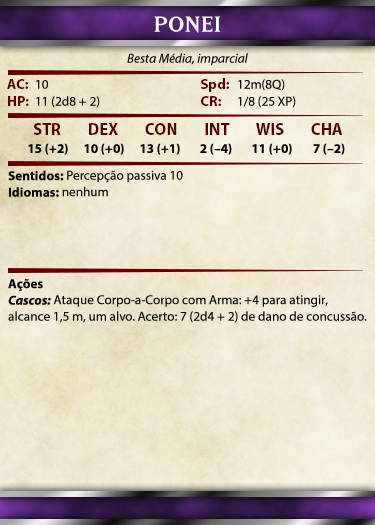 PONEI
Besta Média, imparcial
AC: 10 Spd: 12m(8Q)
HP: 11 (2d8 + 2) CR: 1/8 (25 XP)
STR DEX CON INT WIS CHA
15 (+2) 10 (+0) 13 (+1) 2 (–4) 11 (+0) 7 (–2)
Sentidos: Percepção passiva 10
Idiomas: nenhum
Ações
Cascos: Ataque Corpo-a-Corpo com Arma: +4 para atingir,
alcance 1,5 m, um alvo. Acerto: 7 (2d4 + 2) de dano de concussão.